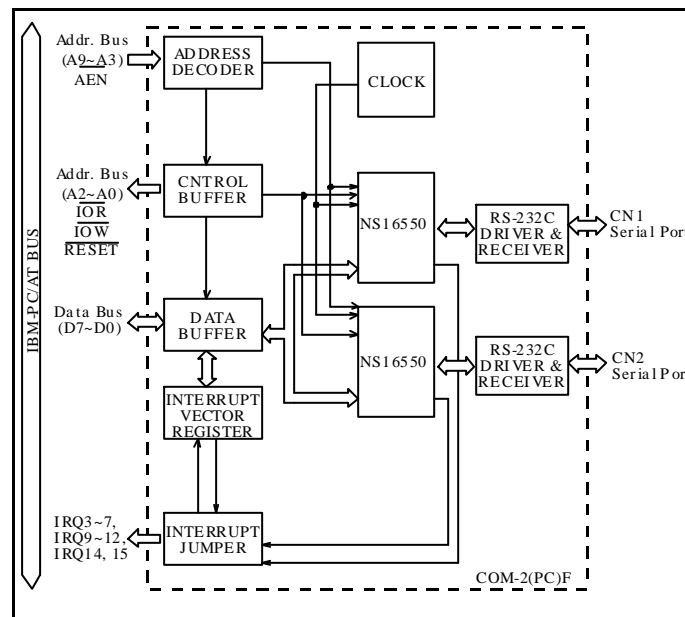 IBM-PC/AT BUS
Addr. Bus
(A9~A3)
AEN
ADDRESS
DECODER
CLOCK
Addr. Bus
(A2~A0)
IOR
IOW
RESET
CNTROL
BUFFER
NS16550
RS-232C
DRIVER &
RECEIVER
CN1
Serial Port
Data Bus
(D7~D0)
DATA
BUFFER
NS16550
RS-232C
DRIVER &
RECEIVER
CN2
Serial Port
INTERRUPT
VECTOR
REGISTER
IRQ3~7,
IRQ9~12,
IRQ14, 15
INTERRUPT
JUMPER
COM-2(PC)F